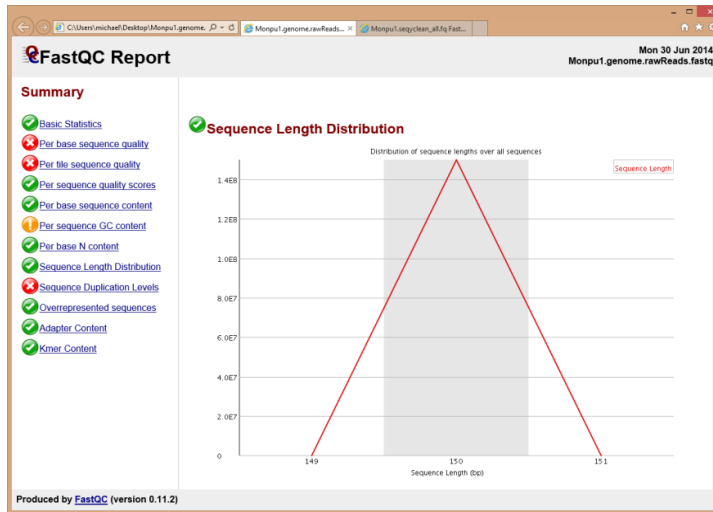 C:\Users\michael\Desktop\Monpu1.genome.
Monpu1.genome.rawReads...
Monpu1.seqyclean_all.fq Fast...
FastQC Report
Mon 30 Jun 2014
Monpu1.genome.rawReads.fastq
Summary
Basic Statistics
Per base sequence quality
Per tile sequence quality
Per sequence quality scores
Per base sequence content
Per sequence GC content
Per base N content
Sequence Length Distribution
Sequence Duplication Levels
Overrepresented sequences
Adapter Content
Kmer Content
Sequence Length Distribution
Distribution of sequence lengths over all sequences
Sequence Length
1.4E8
1.2E8
1.0E8
8.0E7
6.0E7
4.0E7
2.0E7
0
149 150 151
Sequence Length (bp)
Produced by FastQC (version 0.11.2)